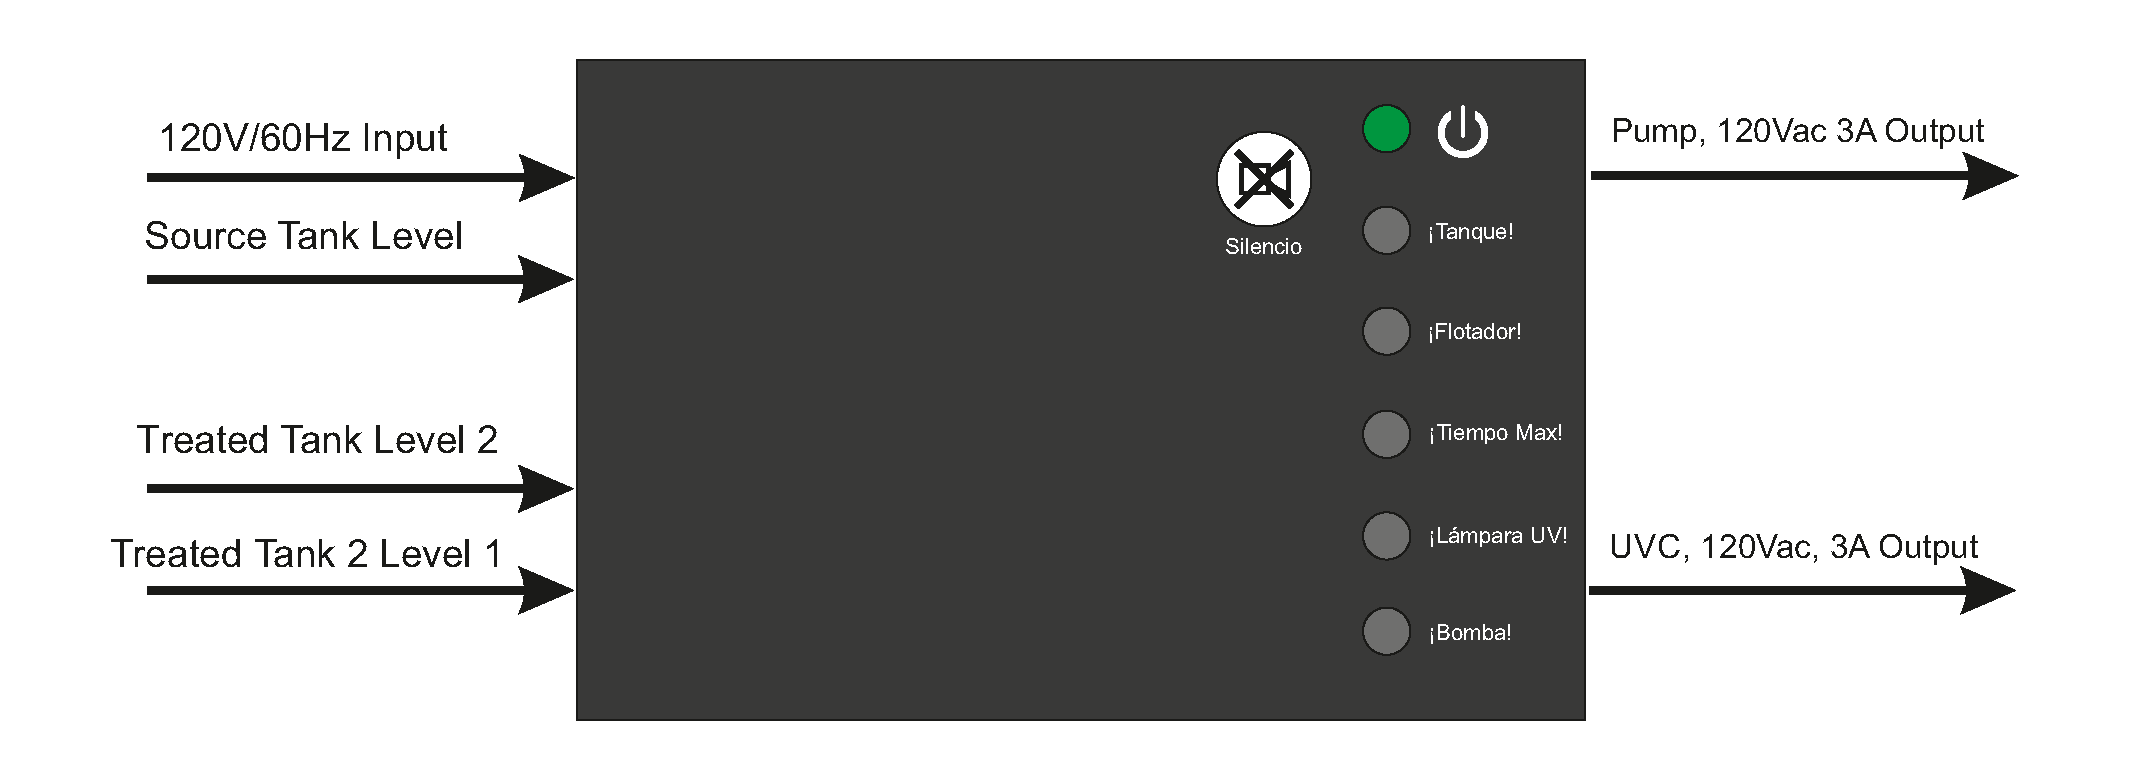 120V/60Hz Input
Source Tank Level
Treated Tank Level 2
Treated Tank 2 Level 1
Silencio
¡Tanque!
¡Flotador!
¡Tiempo Max!
¡Lámpara UV!
¡Bomba!
Pump, 120Vac 3A Output
UVC, 120Vac, 3A Output